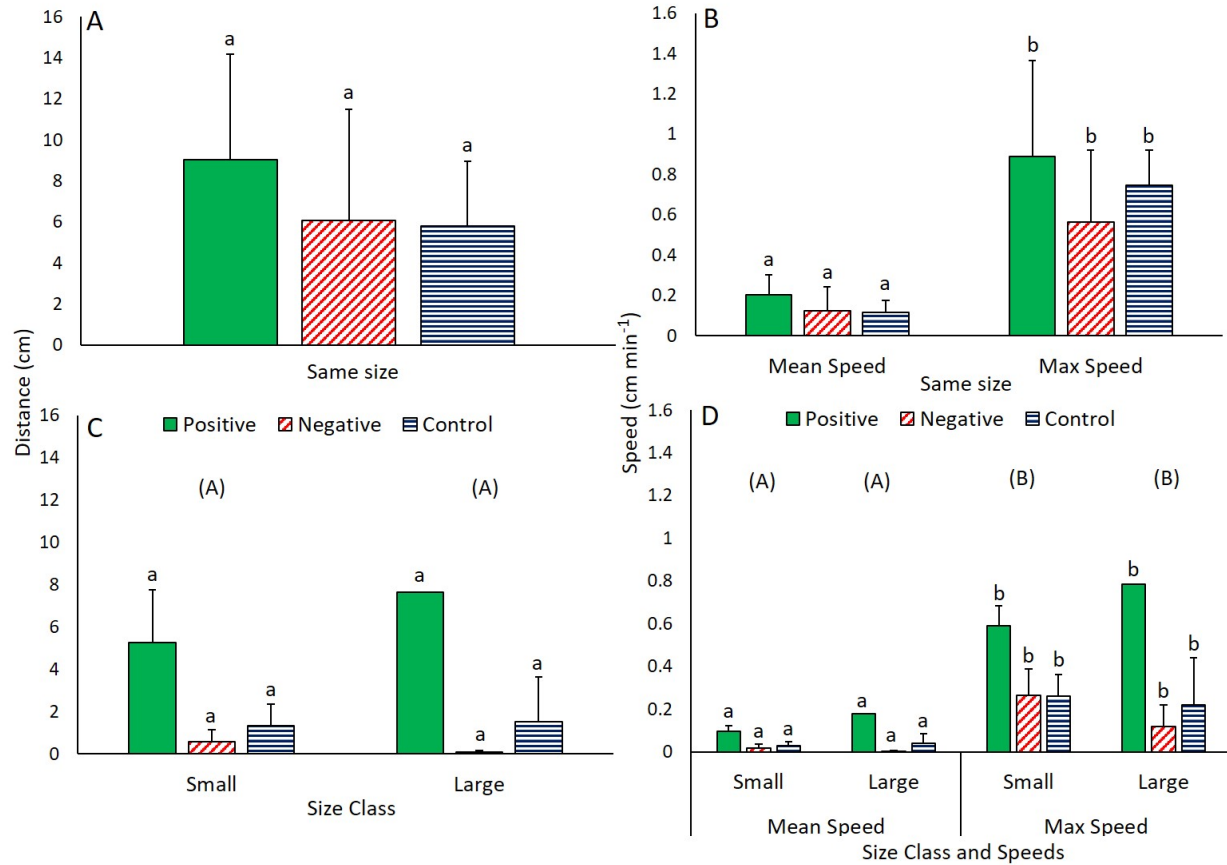 A
16
14
12
10
8
6
4
2
0
a
a
a
Same size
Distance (cm)
B
1.6
1.4
1.2
1
0.8
0.6
0.4
0.2
0
a
a
a
b
b
b
Mean Speed
Max Speed
Same size
Speed (cm min-1)
C
Positive Negative Control
16
14
12
10
8
6
4
2
0
(A)
(A)
a
a
a
a
a
a
Small
Large
Size Class
D
Positive Negative Control
1.6
1.4
1.2
1
0.8
0.6
0.4
0.2
0
(A)
(A)
(B)
(B)
a
a
a
a
a
a
b
b
b
b
b
b
Small
Large
Small
Large
Mean Speed
Max Speed
Size Class and Speeds